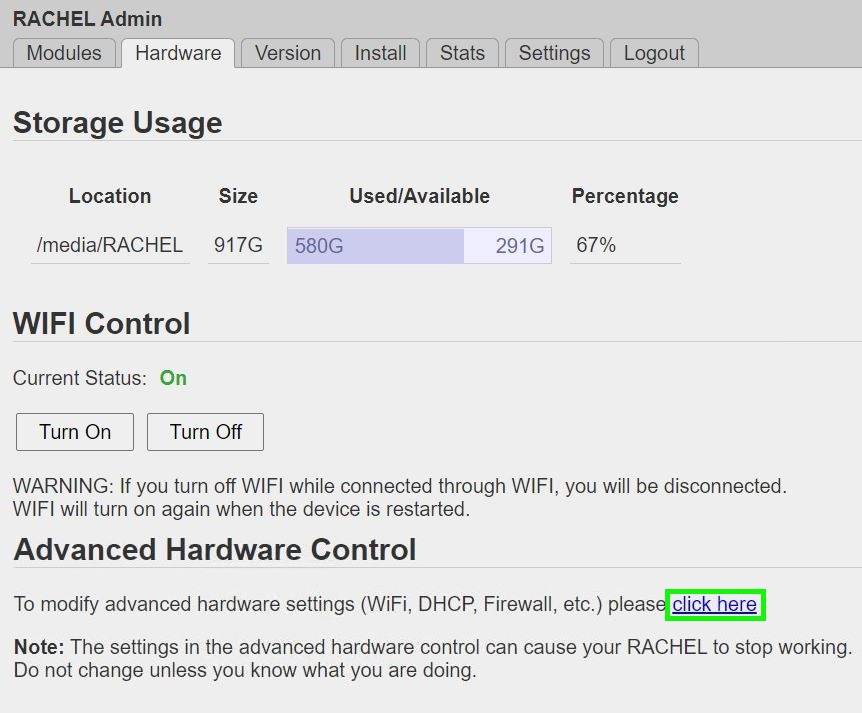 RACHEL Admin
Modules Hardware Version Install Stats Settings Logout
Storage Usage
Location Size Used/Available Percentage
/media/RACHEL 917G 580G 291G 67%
WIFI Control
Current Status: On
Turn On Turn Off
WARNING: If you turn off WIFI while connected through WIFI, you will be disconnected.
WIFI will turn on again when the device is restarted.
Advanced Hardware Control
To modify advanced hardware settings (WiFi, DHCP, Firewall, etc.) please click here
Note: The settings in the advanced hardware control can cause your RACHEL to stop working.
Do not change unless you know what you are doing.